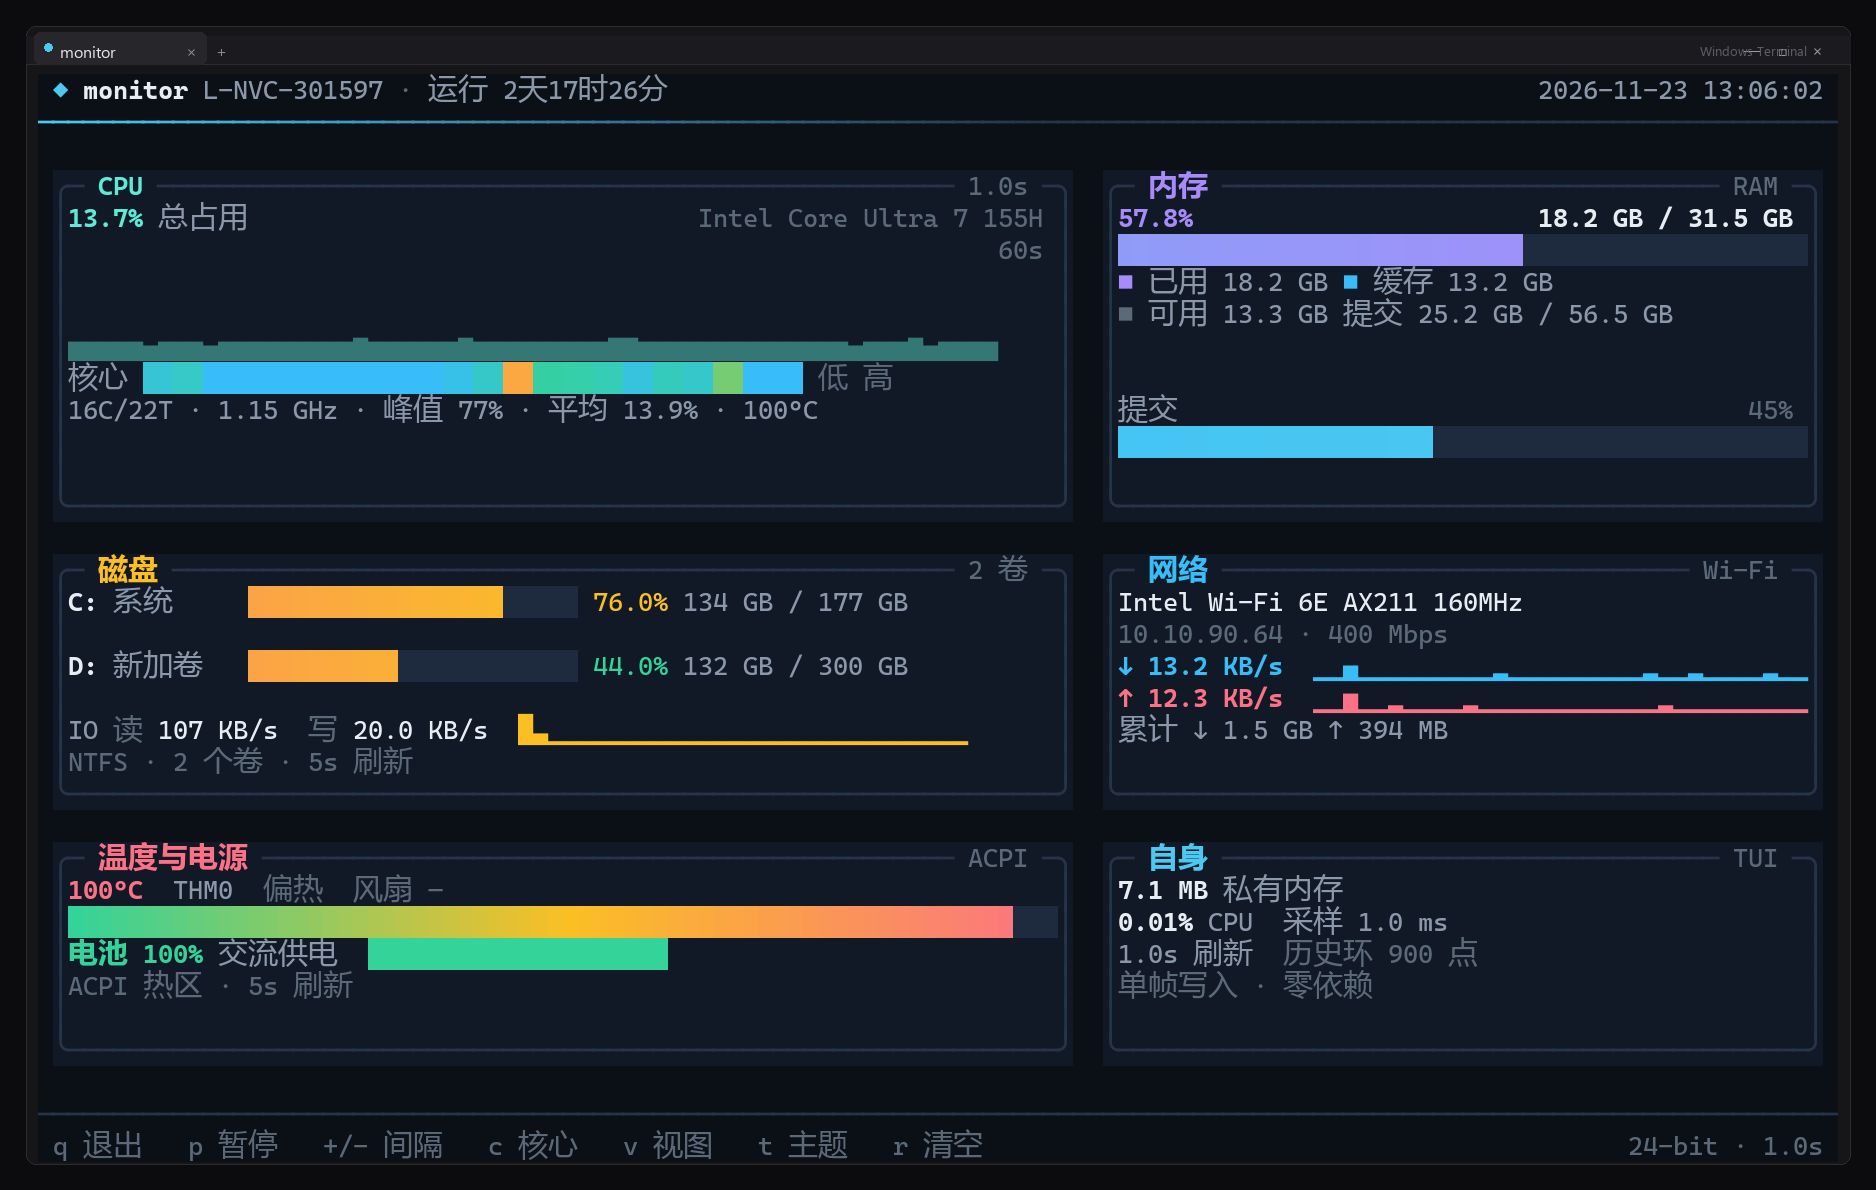 monitor × +
Windows Terminal
◆ monitor L-NVC-301597 · 运行 2天17时26分 2026-11-23 13:06:02
CPU 1.0s
13.7% 总占用 Intel Core Ultra 7 155H
60s
核心 低 高
16C/22T · 1.15 GHz · 峰值 77% · 平均 13.9% · 100°C
内存 RAM
57.8% 18.2 GB / 31.5 GB
■ 已用 18.2 GB ■ 缓存 13.2 GB
■ 可用 13.3 GB 提交 25.2 GB / 56.5 GB
提交 45%
磁盘 2 卷
C: 系统 76.0% 134 GB / 177 GB
D: 新加卷 44.0% 132 GB / 300 GB
IO 读 107 KB/s 写 20.0 KB/s
NTFS · 2 个卷 · 5s 刷新
网络 Wi-Fi
Intel Wi-Fi 6E AX211 160MHz
10.10.90.64 · 400 Mbps
↓ 13.2 KB/s
↑ 12.3 KB/s
累计 ↓ 1.5 GB ↑ 394 MB
温度与电源 ACPI
100°C THM0 偏热 风扇 —
电池 100% 交流供电
ACPI 热区 · 5s 刷新
自身 TUI
7.1 MB 私有内存
0.01% CPU 采样 1.0 ms
1.0s 刷新 历史环 900 点
单帧写入 · 零依赖
q 退出 p 暂停 +/- 间隔 c 核心 v 视图 t 主题 r 清空 24-bit · 1.0s